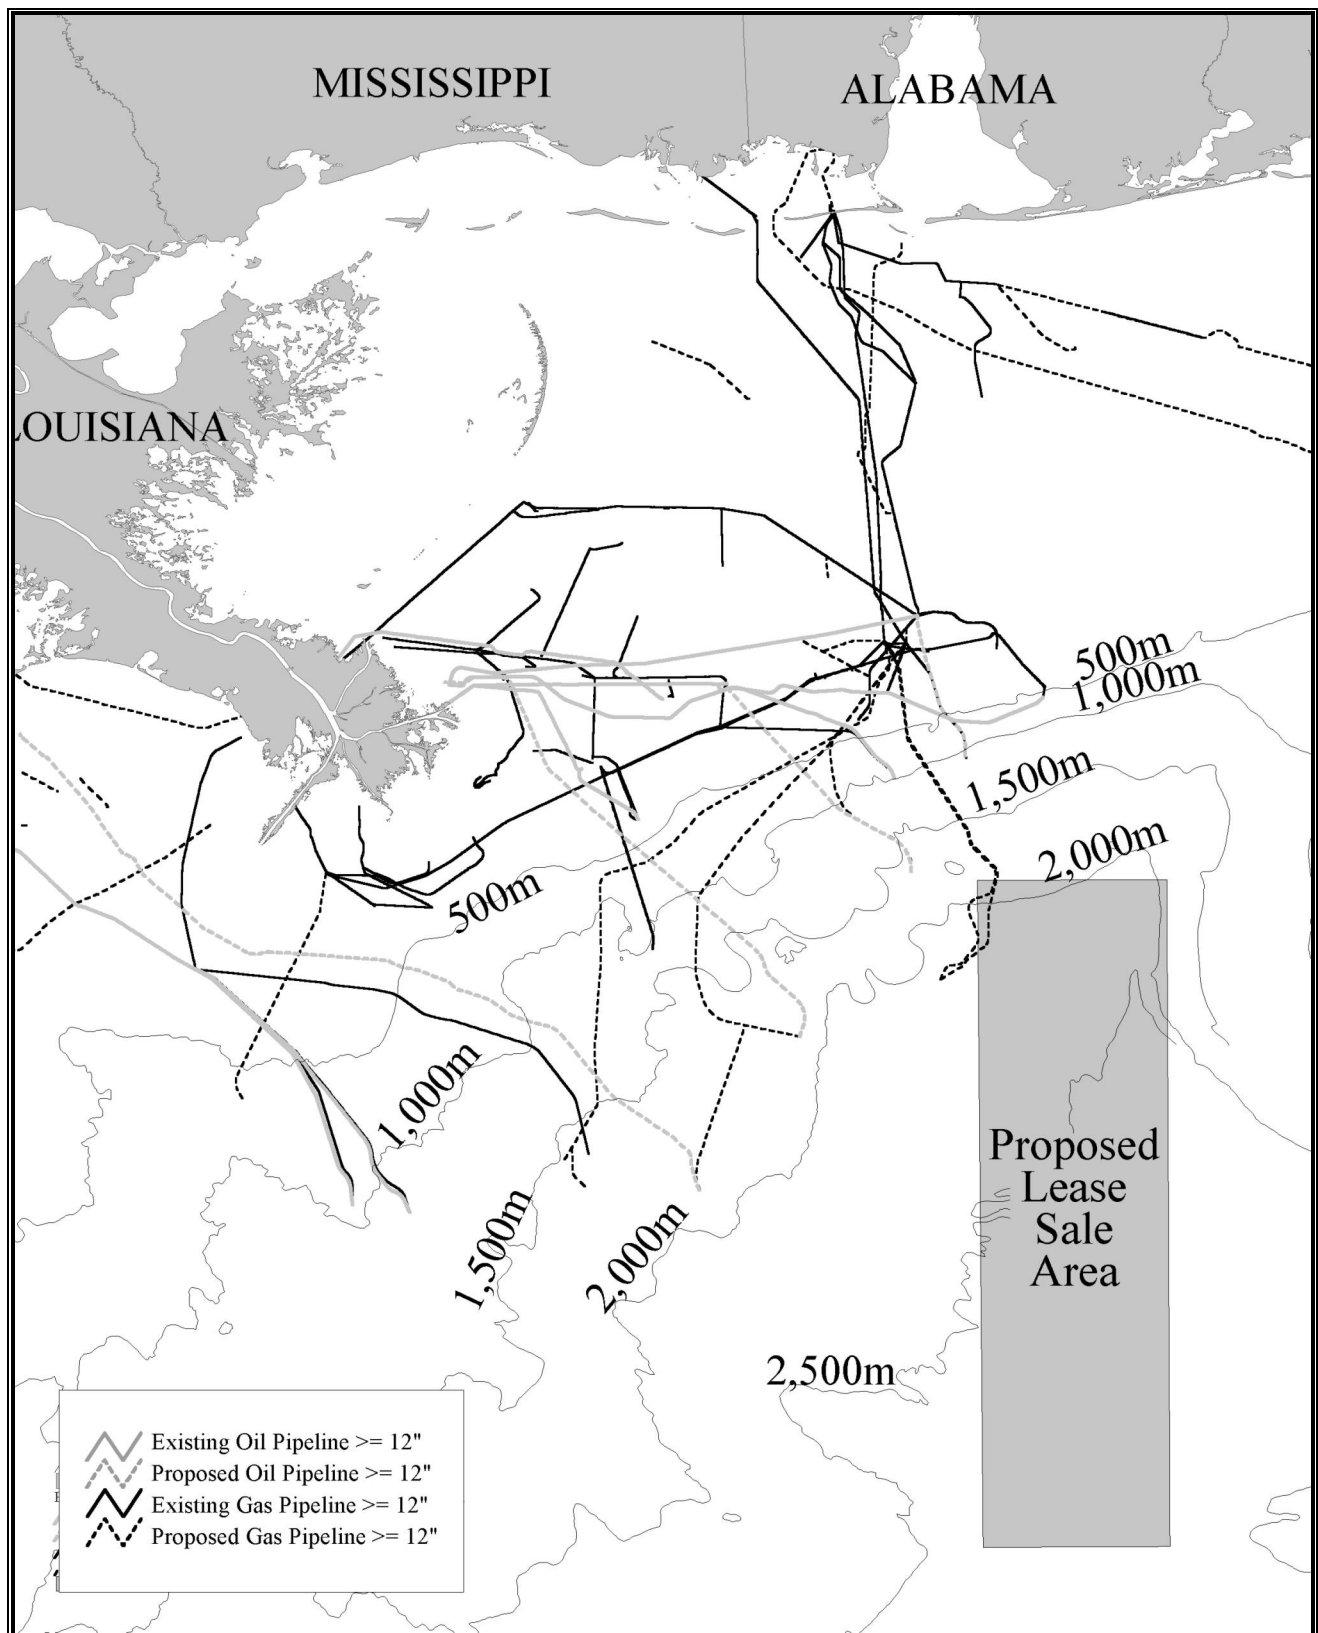 MISSISSIPPI
ALABAMA
LOUISIANA
500m
1,000m
1,500m
2,000m
500m
1,000m
1,500m
2,000m
2,500m
Proposed
Lease
Sale
Area
Existing Oil Pipeline >= 12"
Proposed Oil Pipeline >= 12"
Existing Gas Pipeline >= 12"
Proposed Gas Pipeline >= 12"